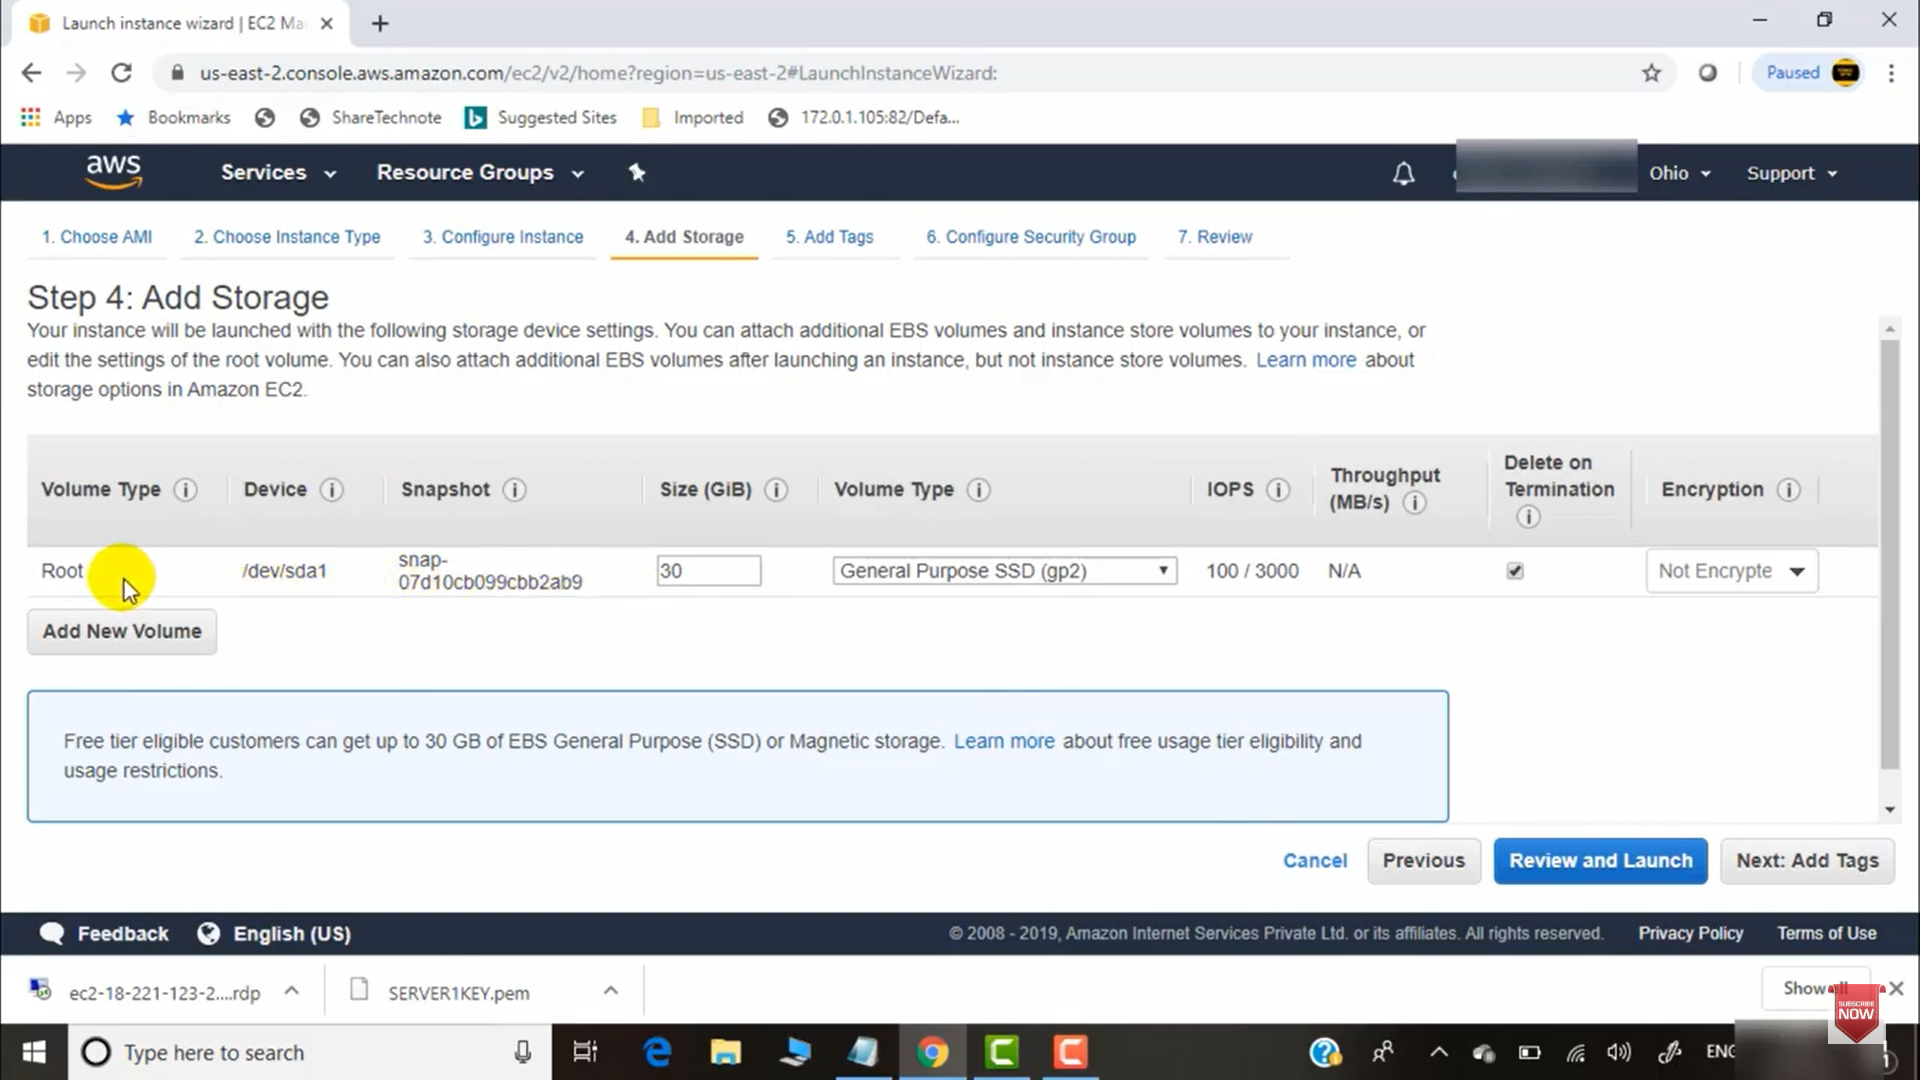 Launch instance wizard | EC2 Ma
us-east-2.console.aws.amazon.com/ec2/v2/home?region=us-east-2#LaunchInstanceWizard:
Paused
Apps
Bookmarks
ShareTechnote
Suggested Sites
Imported
172.0.1.105:82/Defa...
aws
Services
Resource Groups
Ohio
Support
1. Choose AMI
2. Choose Instance Type
3. Configure Instance
4. Add Storage
5. Add Tags
6. Configure Security Group
7. Review
Step 4: Add Storage
Your instance will be launched with the following storage device settings. You can attach additional EBS volumes and instance store volumes to your instance, or
edit the settings of the root volume. You can also attach additional EBS volumes after launching an instance, but not instance store volumes. Learn more about
storage options in Amazon EC2.
Volume Type
Device
Snapshot
Size (GiB)
Volume Type
IOPS
Throughput
(MB/s)
Delete on
Termination
Encryption
Root
/dev/sda1
snap-
07d10cb099cbb2ab9
30
General Purpose SSD (gp2)
100 / 3000
N/A
Not Encrypte
Add New Volume
Free tier eligible customers can get up to 30 GB of EBS General Purpose (SSD) or Magnetic storage. Learn more about free usage tier eligibility and
usage restrictions.
Cancel
Previous
Review and Launch
Next: Add Tags
Feedback
English (US)
© 2008 - 2019, Amazon Internet Services Private Ltd. or its affiliates. All rights reserved.
Privacy Policy
Terms of Use
ec2-18-221-123-2....rdp
SERVER1KEY.pem
Show all
SUBSCRIBE
NOW
Type here to search
ENG